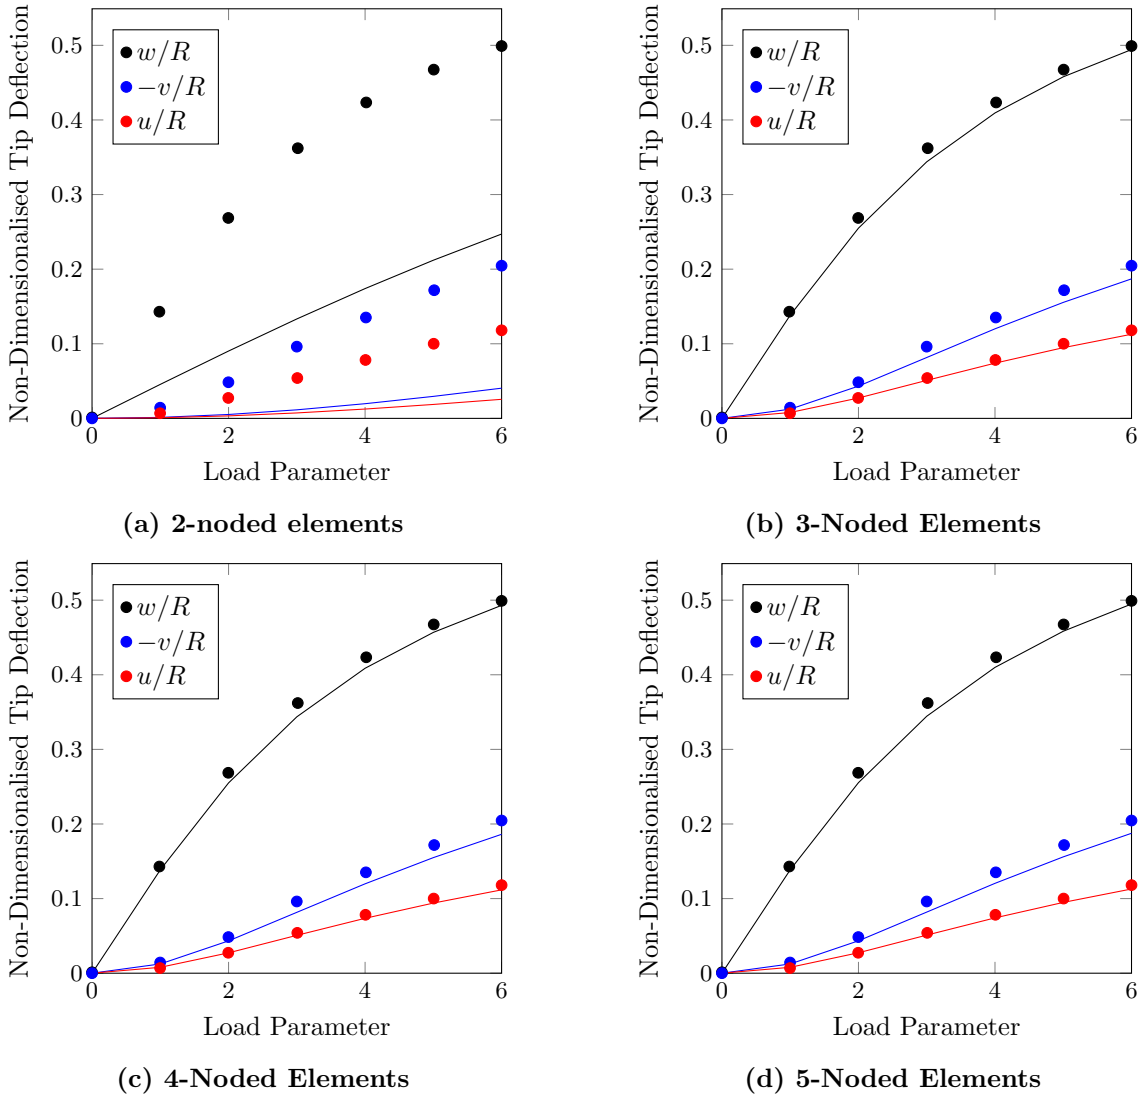 Non-Dimensionalised Tip Deflection
0.5
0.4
0.3
0.2
0.1
0
w/R
−v/R
u/R
0 2 4 6
Load Parameter
(a) 2-noded elements
Non-Dimensionalised Tip Deflection
0.5
0.4
0.3
0.2
0.1
0
w/R
−v/R
u/R
0 2 4 6
Load Parameter
(b) 3-Noded Elements
Non-Dimensionalised Tip Deflection
0.5
0.4
0.3
0.2
0.1
0
w/R
−v/R
u/R
0 2 4 6
Load Parameter
(c) 4-Noded Elements
Non-Dimensionalised Tip Deflection
0.5
0.4
0.3
0.2
0.1
0
w/R
−v/R
u/R
0 2 4 6
Load Parameter
(d) 5-Noded Elements